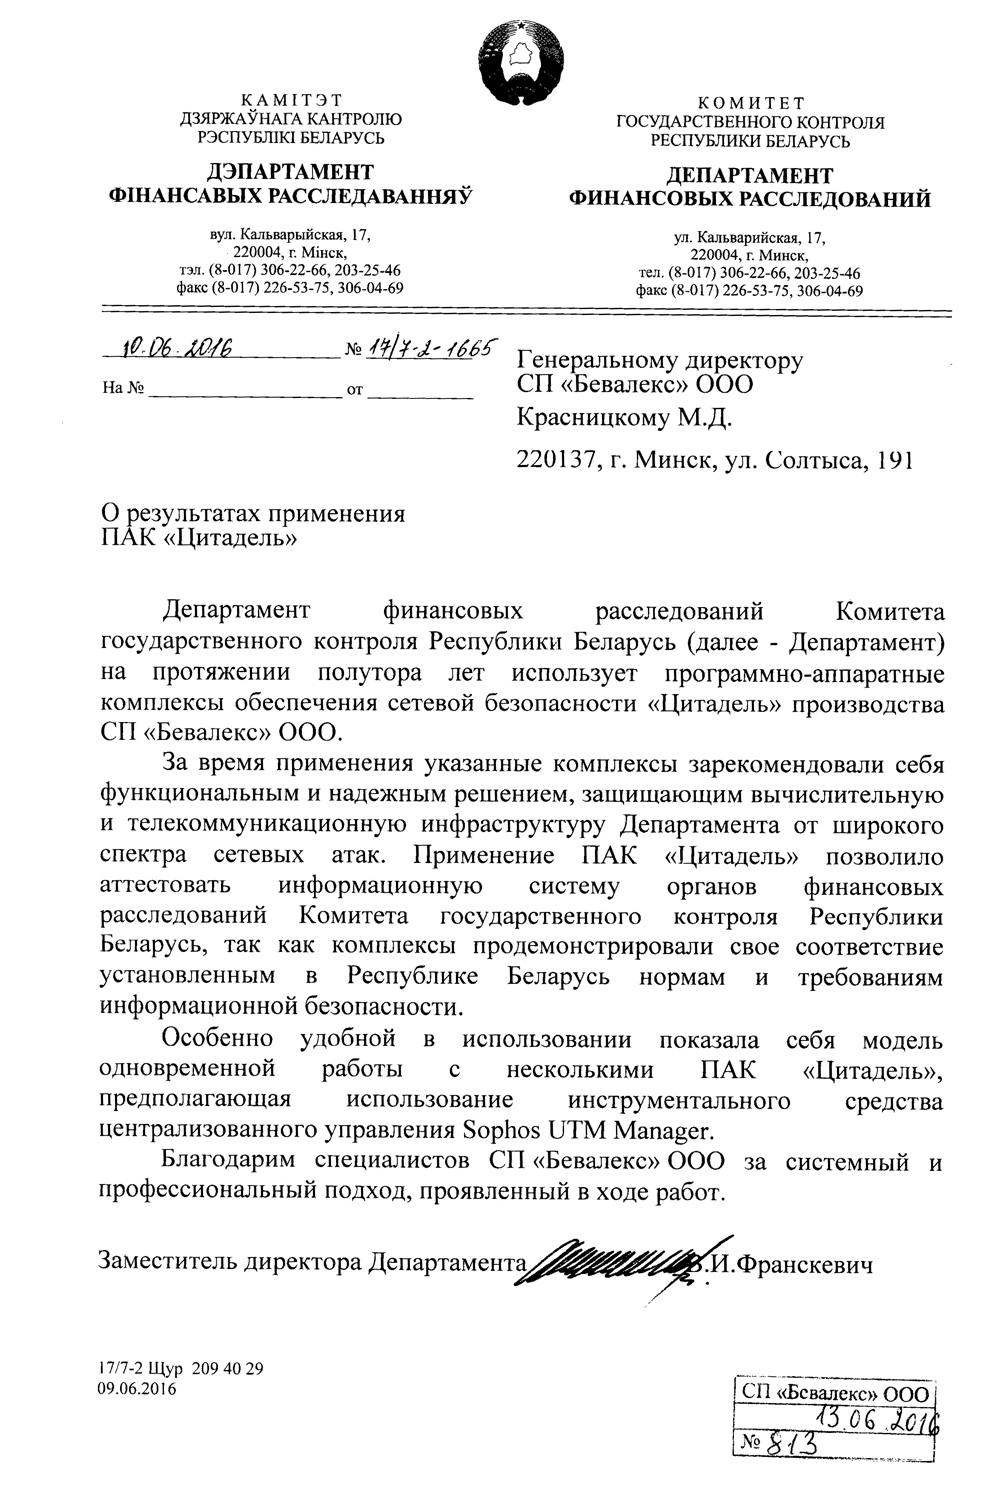 КАМІТЭТ
ДЗЯРЖАЎНАГА КАНТРОЛЮ
РЭСПУБЛІКІ БЕЛАРУСЬ
ДЭПАРТАМЕНТ
ФІНАНСАВЫХ РАССЛЕДАВАННЯЎ
вул. Кальварыйская, 17,
220004, г. Мінск,
тэл. (8-017) 306-22-66, 203-25-46
факс (8-017) 226-53-75, 306-04-69
КОМИТЕТ
ГОСУДАРСТВЕННОГО КОНТРОЛЯ
РЕСПУБЛИКИ БЕЛАРУСЬ
ДЕПАРТАМЕНТ
ФИНАНСОВЫХ РАССЛЕДОВАНИЙ
ул. Кальварийская, 17,
220004, г. Минск,
тел. (8-017) 306-22-66, 203-25-46
факс (8-017) 226-53-75, 306-04-69
10.06.2016 № 17/7-2-1665
На № от
Генеральному директору
СП «Бевалекс» ООО
Красницкому М.Д.
220137, г. Минск, ул. Солтыса, 191
О результатах применения
ПАК «Цитадель»
Департамент финансовых расследований Комитета
государственного контроля Республики Беларусь (далее - Департамент)
на протяжении полутора лет использует программно-аппаратные
комплексы обеспечения сетевой безопасности «Цитадель» производства
СП «Бевалекс» ООО.
За время применения указанные комплексы зарекомендовали себя
функциональным и надежным решением, защищающим вычислительную
и телекоммуникационную инфраструктуру Департамента от широкого
спектра сетевых атак. Применение ПАК «Цитадель» позволило
аттестовать информационную систему органов финансовых
расследований Комитета государственного контроля Республики
Беларусь, так как комплексы продемонстрировали свое соответствие
установленным в Республике Беларусь нормам и требованиям
информационной безопасности.
Особенно удобной в использовании показала себя модель
одновременной работы с несколькими ПАК «Цитадель»,
предполагающая использование инструментального средства
централизованного управления Sophos UTM Manager.
Благодарим специалистов СП «Бевалекс» ООО за системный и
профессиональный подход, проявленный в ходе работ.
Заместитель директора Департамента В.И.Франскевич
17/7-2 Щур 209 40 29
09.06.2016
СП «Бевалекс» ООО
13.06.2016
№ 813